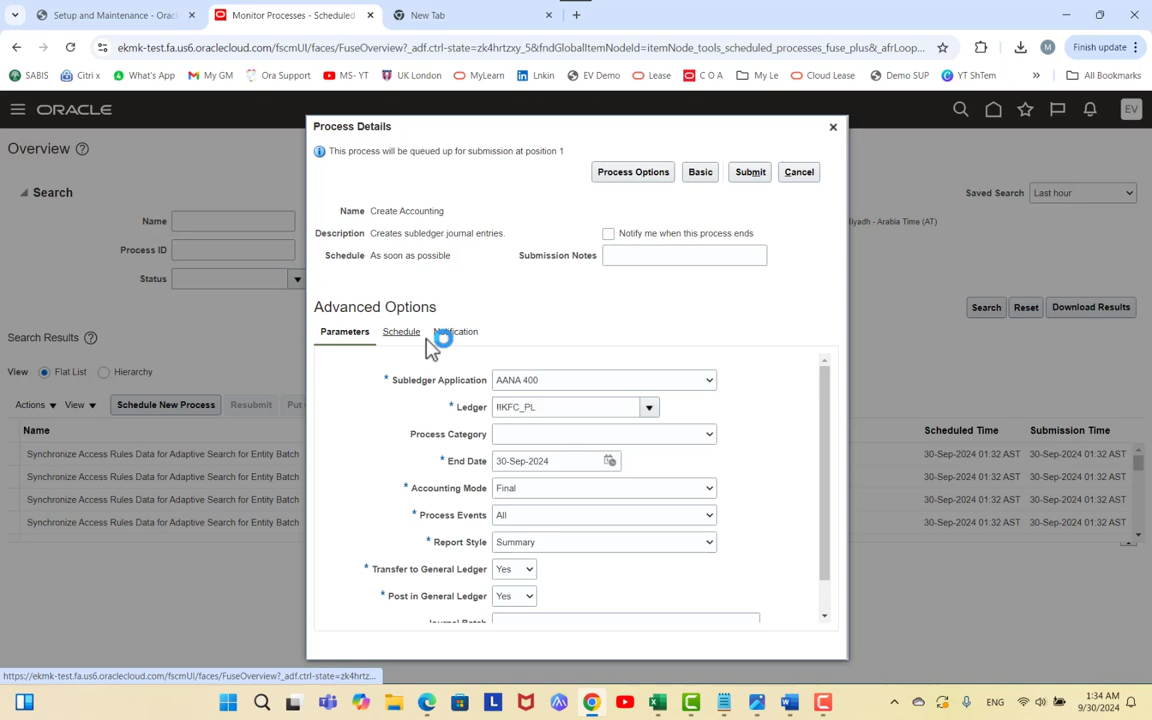 Setup and Maintenance - Orac
Monitor Processes - Scheduled
New Tab
ekmk-test.fa.us6.oraclecloud.com/fscmUI/faces/FuseOverview?_adf.ctrl-state=zk4hrtzxy_5&fndGlobalItemNodeId=itemNode_tools_scheduled_processes_fuse_plus&_afrLoop...
M
Finish update
SABIS
Citri x
What's App
My GM
Ora Support
MS- YT
UK London
MyLearn
Lnkin
EV Demo
Lease
C O A
My Le
Cloud Lease
Demo SUP
YT ShTem
»
All Bookmarks
ORACLE
EV
Overview
Search
Saved Search Last hour
Name
Process ID
Status
Arabia Time (AT)
Search Reset Download Results
Search Results
View Flat List Hierarchy
Actions View Schedule New Process Resubmit Put
Name Scheduled Time Submission Time
Synchronize Access Rules Data for Adaptive Search for Entity Batch 30-Sep-2024 01:32 AST 30-Sep-2024 01:32 AST
Synchronize Access Rules Data for Adaptive Search for Entity Batch 30-Sep-2024 01:32 AST 30-Sep-2024 01:32 AST
Synchronize Access Rules Data for Adaptive Search for Entity Batch 30-Sep-2024 01:32 AST 30-Sep-2024 01:32 AST
Synchronize Access Rules Data for Adaptive Search for Entity Batch 30-Sep-2024 01:32 AST 30-Sep-2024 01:32 AST
Process Details
This process will be queued up for submission at position 1
Process Options Basic Submit Cancel
Name Create Accounting
Description Creates subledger journal entries.
Notify me when this process ends
Schedule As soon as possible
Submission Notes
Advanced Options
Parameters Schedule Notification
* Subledger Application AANA 400
* Ledger !!KFC_PL
Process Category
* End Date 30-Sep-2024
* Accounting Mode Final
* Process Events All
* Report Style Summary
* Transfer to General Ledger Yes
* Post in General Ledger Yes
Journal Batch
https://ekmk-test.fa.us6.oraclecloud.com/fscmUI/faces/FuseOverview?_adf.ctrl-state=zk4hrtz...
ENG
1:34 AM
9/30/2024